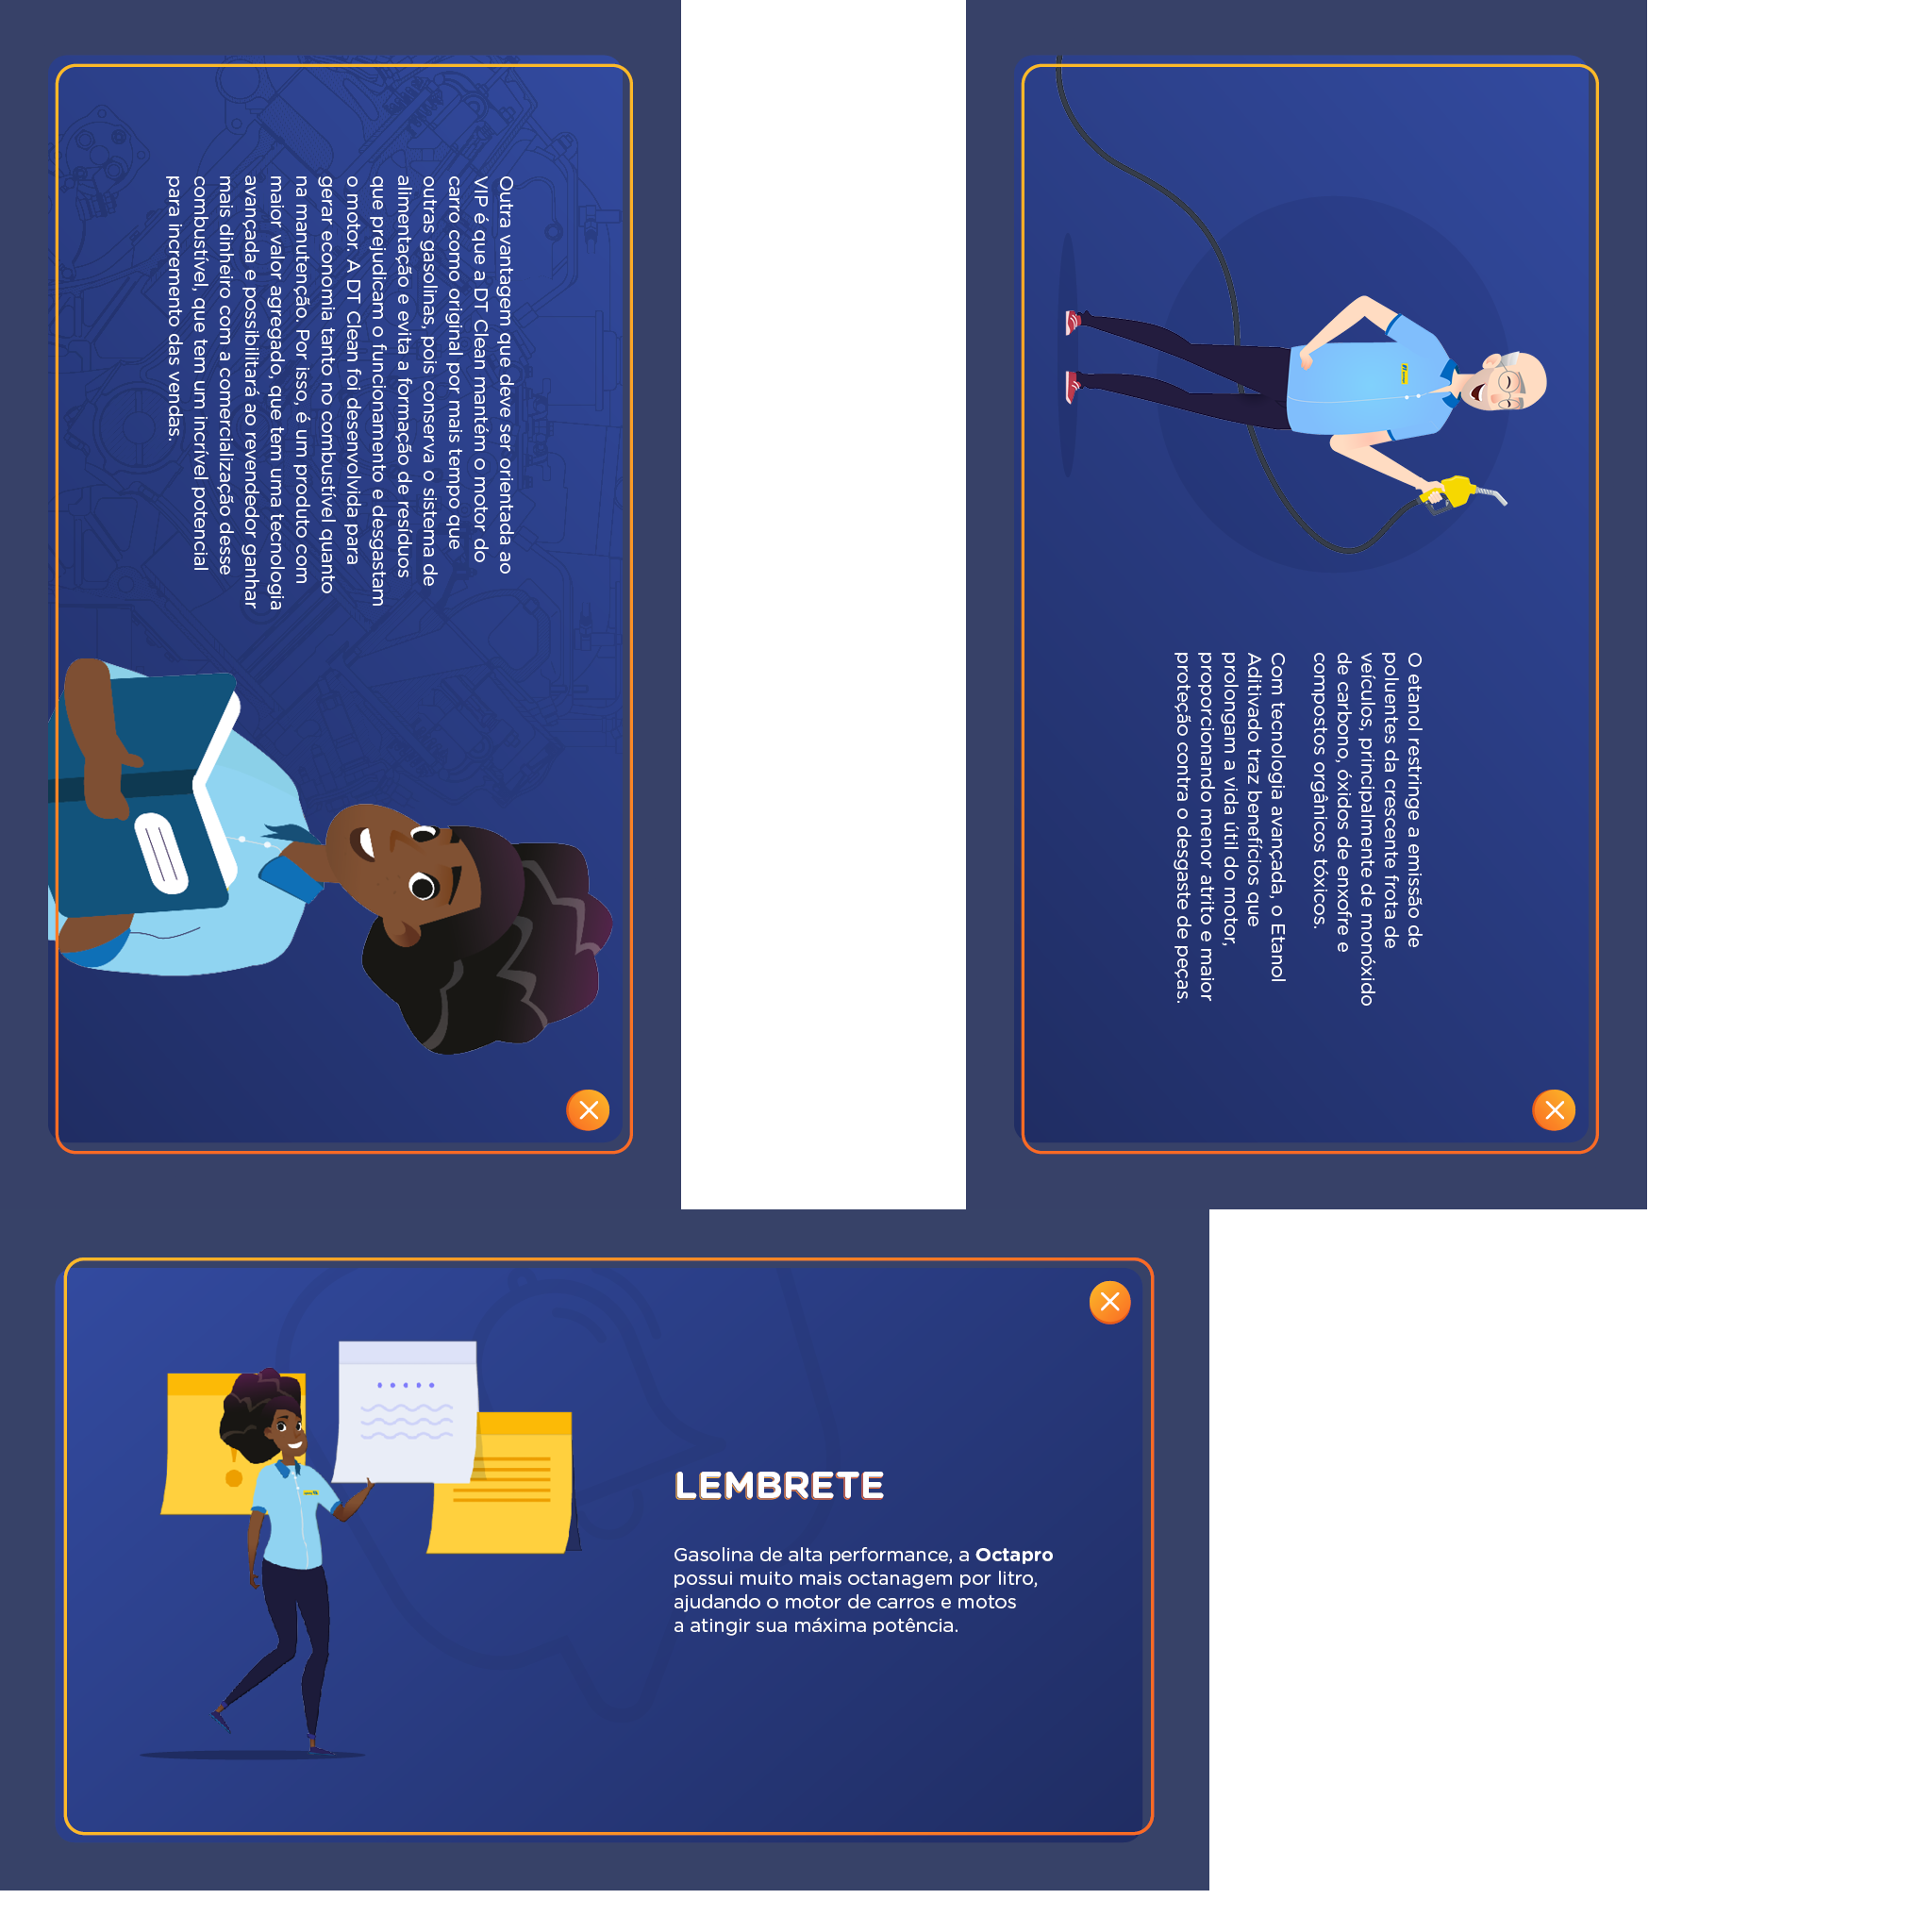 Outra vantagem que deve ser orientada ao
VIP é que a DT Clean mantém o motor do
carro como original por mais tempo que
outras gasolinas, pois conserva o sistema de
alimentação e evita a formação de resíduos
que prejudicam o funcionamento e desgastam
o motor. A DT Clean foi desenvolvida para
gerar economia tanto no combustível quanto
na manutenção. Por isso, é um produto com
maior valor agregado, que tem uma tecnologia
avançada e possibilitará ao revendedor ganhar
mais dinheiro com a comercialização desse
combustível, que tem um incrível potencial
para incremento das vendas.
O etanol restringe a emissão de
poluentes da crescente frota de
veículos, principalmente de monóxido
de carbono, óxidos de enxofre e
compostos orgânicos tóxicos.
Com tecnologia avançada, o Etanol
Aditivado traz benefícios que
prolongam a vida útil do motor,
proporcionando menor atrito e maior
proteção contra o desgaste de peças.
LEMBRETE
Gasolina de alta performance, a Octapro
possui muito mais octanagem por litro,
ajudando o motor de carros e motos
a atingir sua máxima potência.